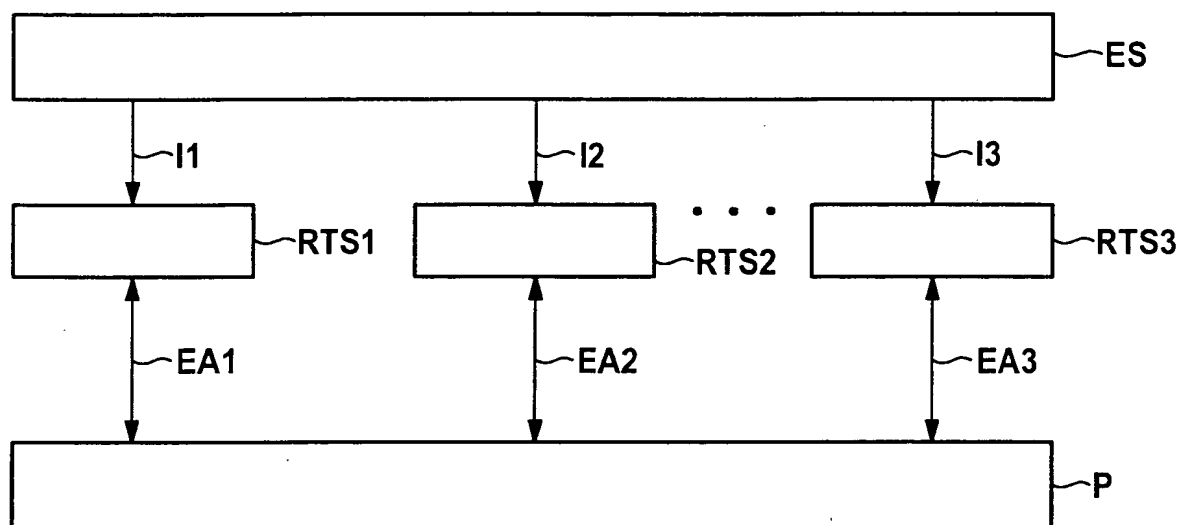 ES
I1 I2 I3
RTS1 RTS2 RTS3
EA1 EA2 EA3
P